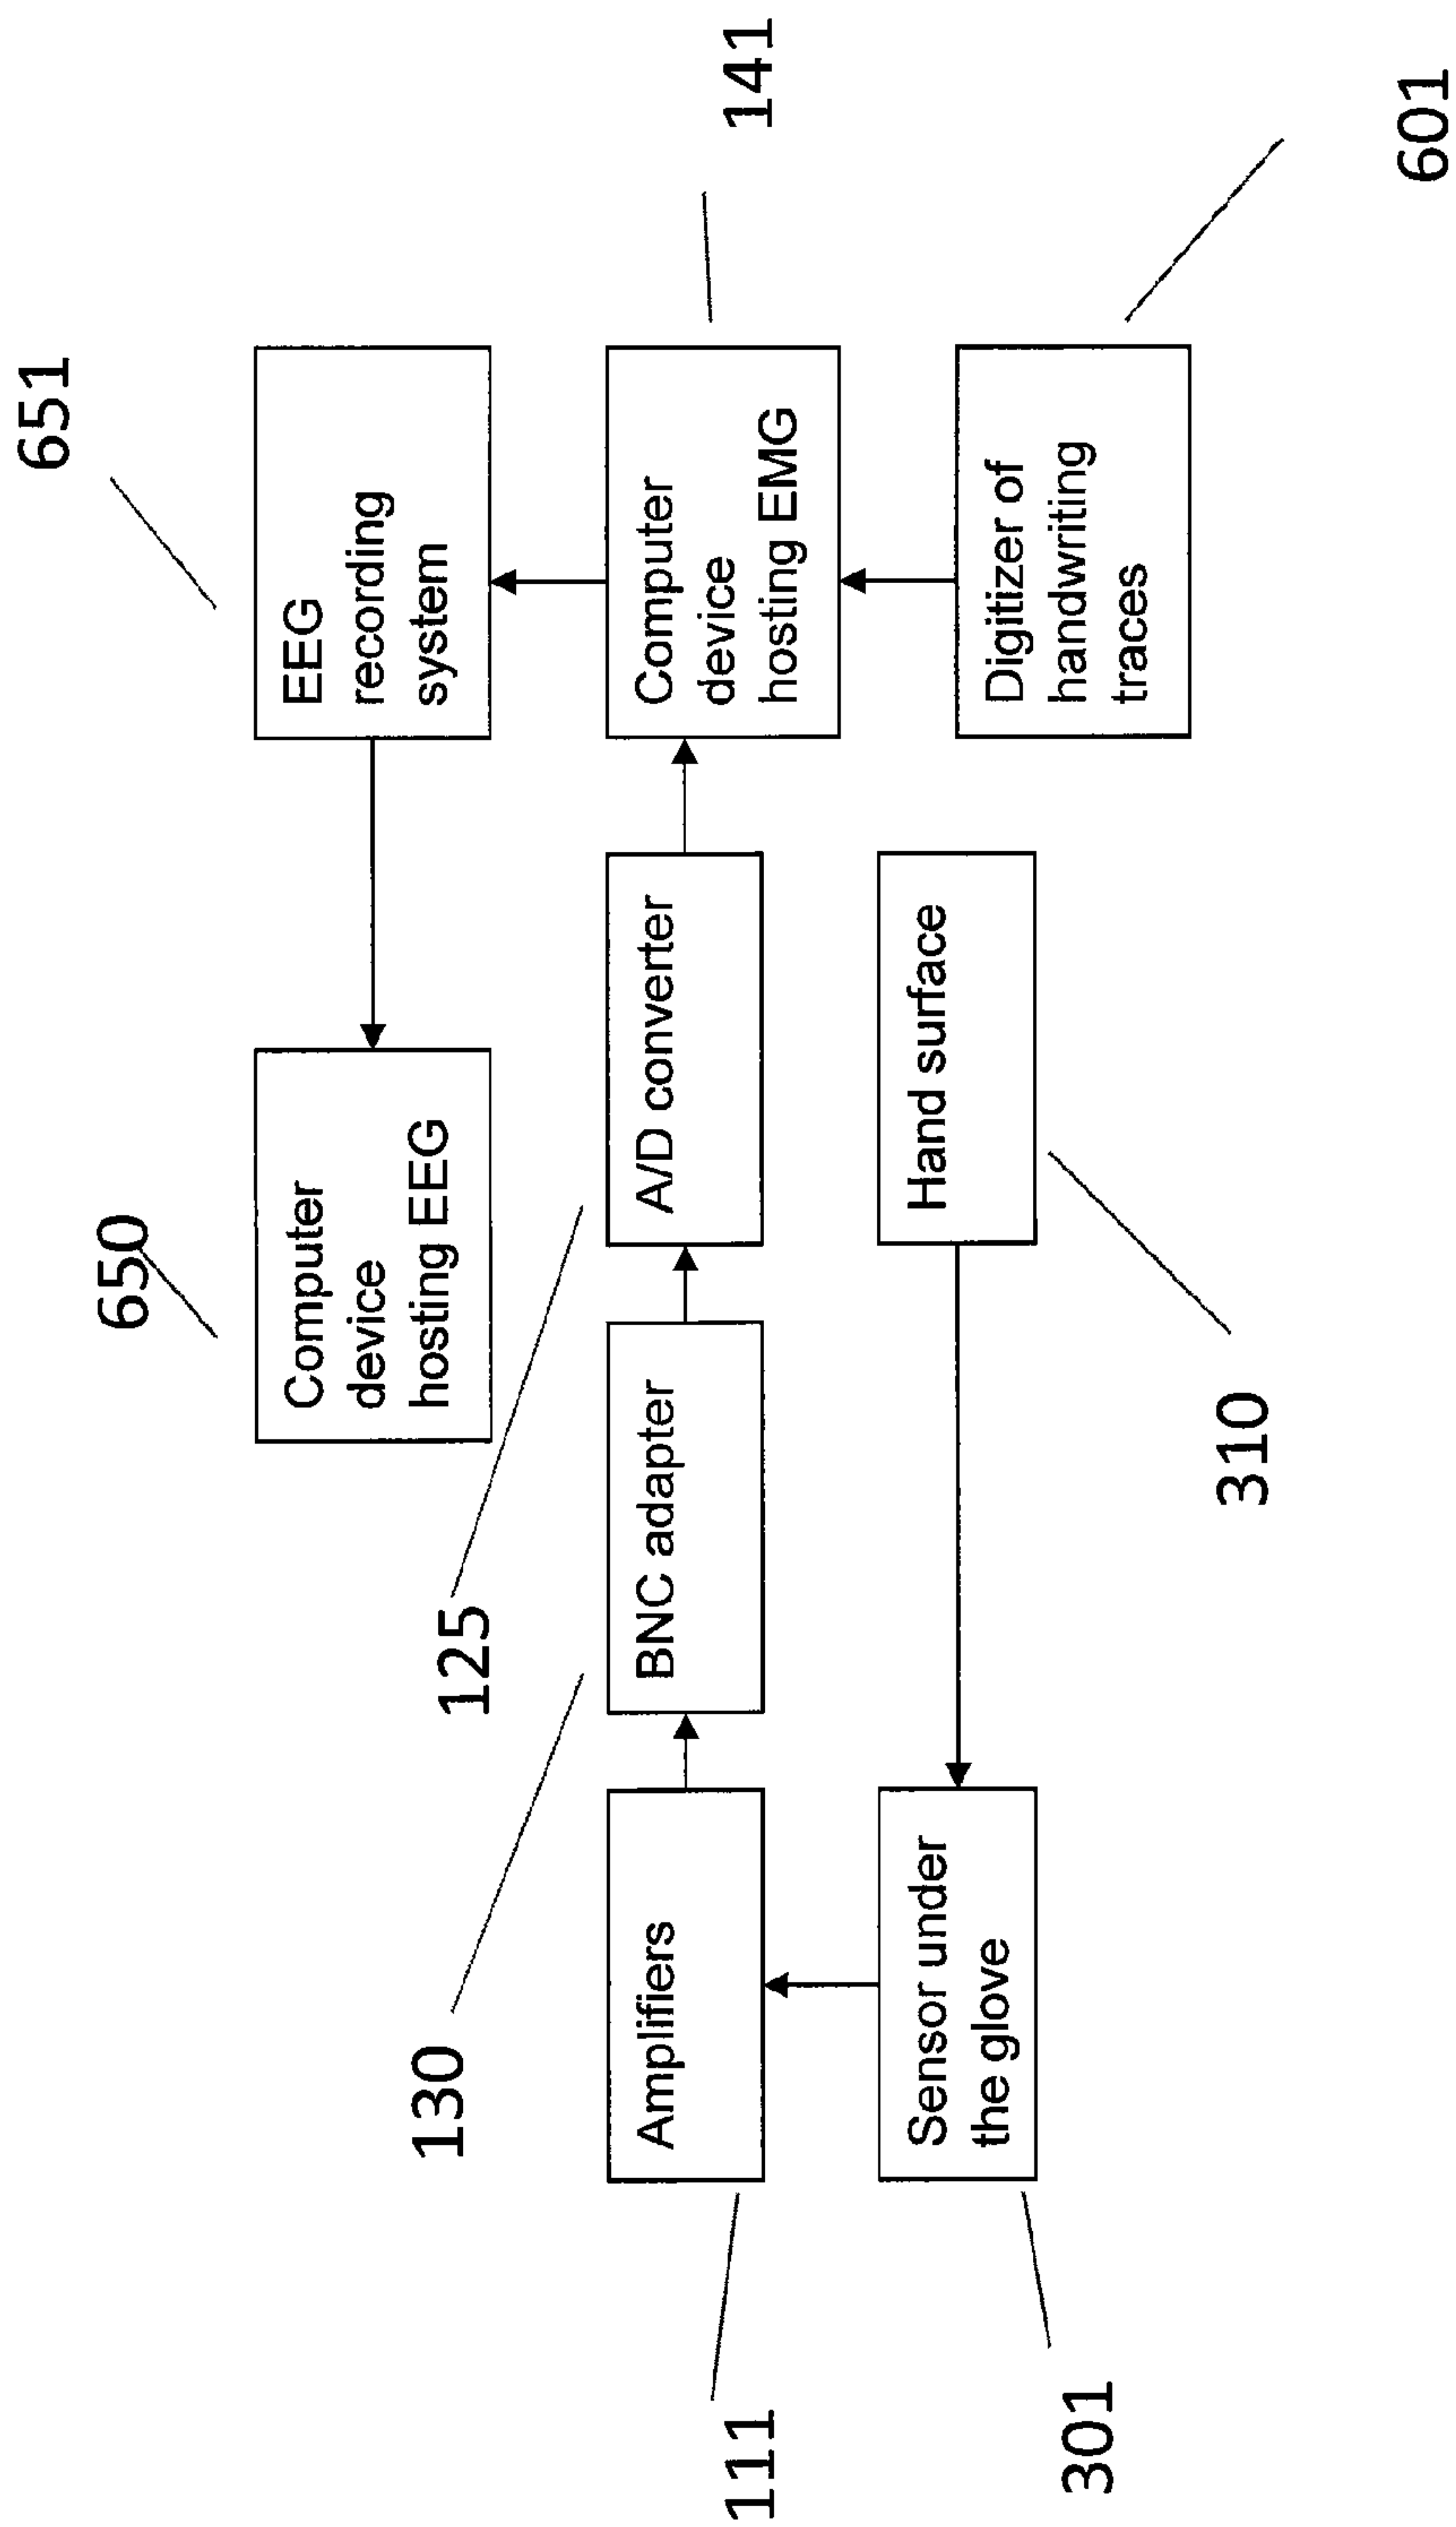 651
650
EEG
recording
system
Computer
device
hosting EEG
141
125
130
Amplifiers
BNC adapter
A/D converter
Computer
device
hosting EMG
111
Sensor under
the glove
Hand surface
Digitizer of
handwriting
traces
301
310
601